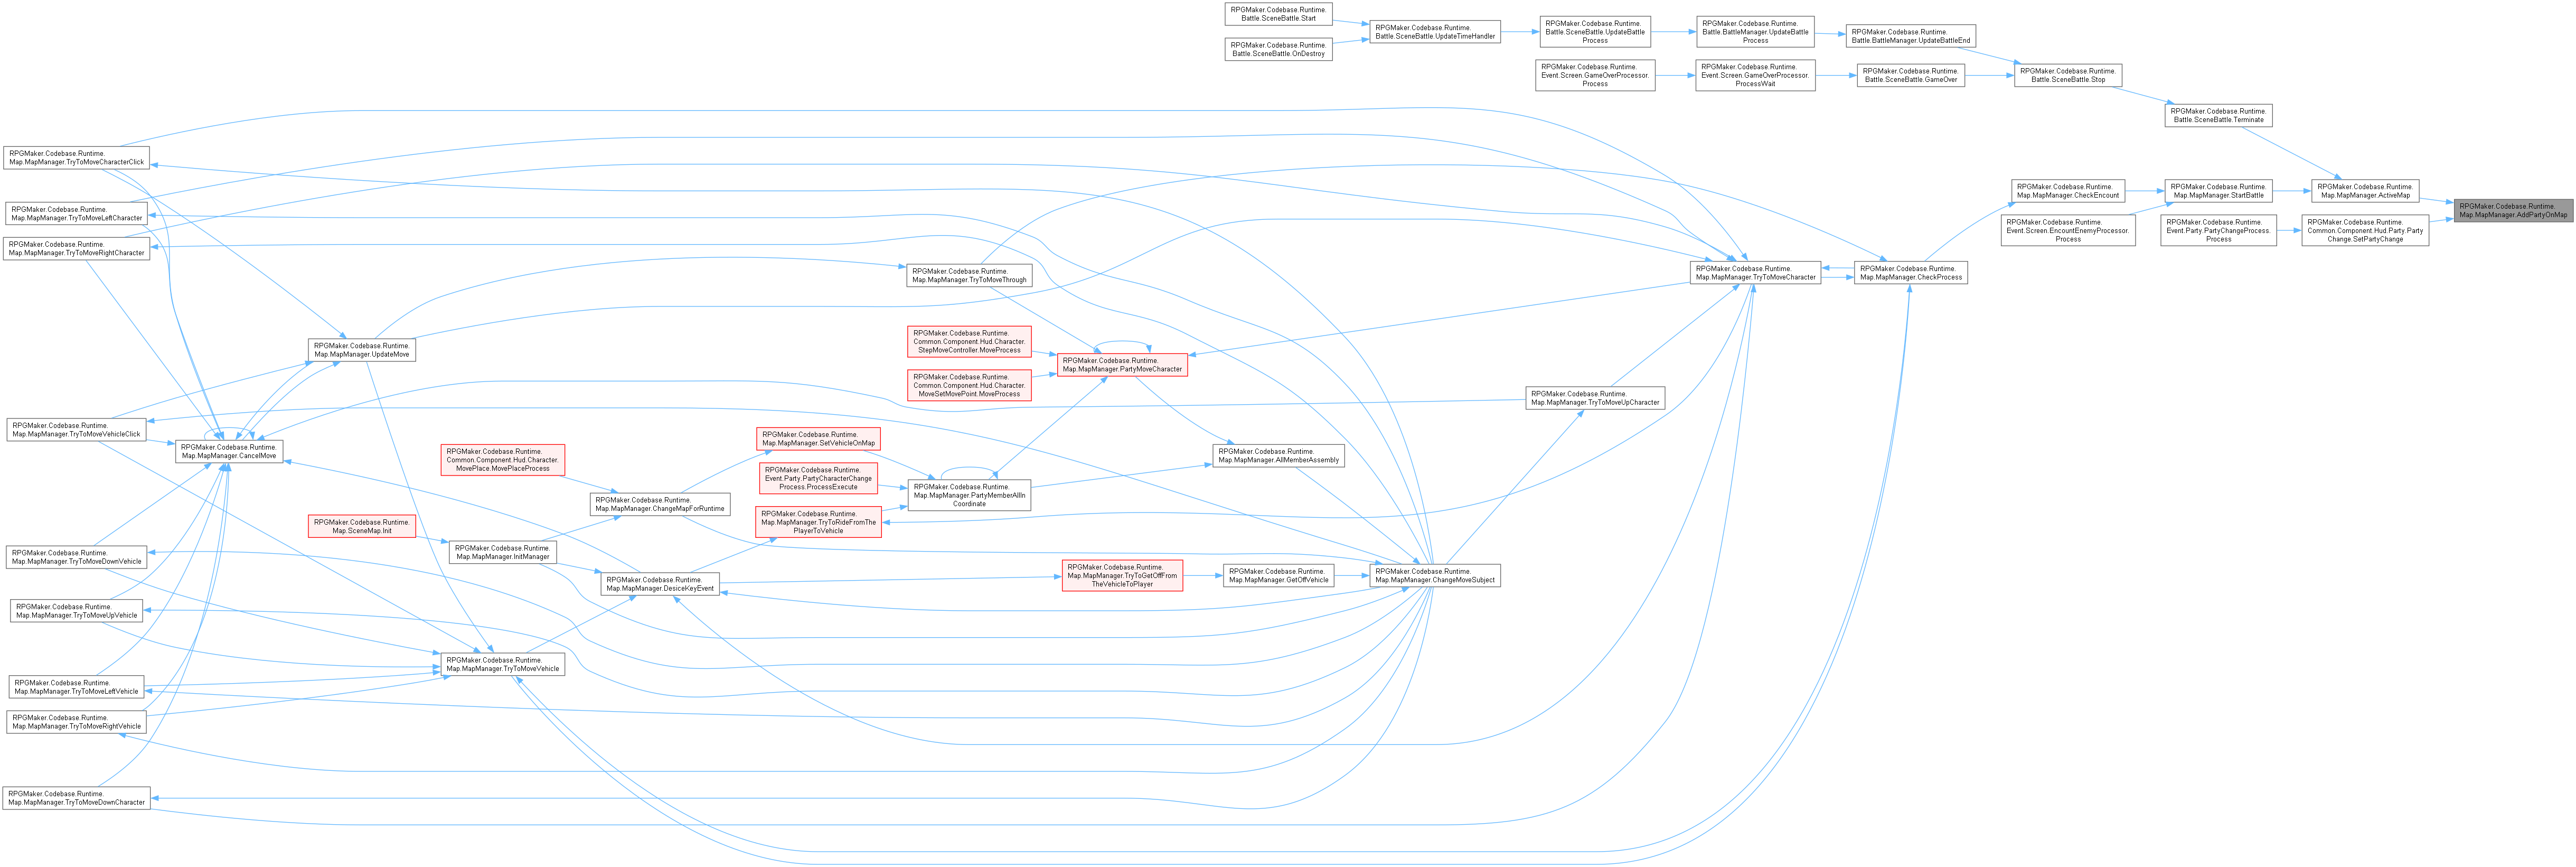 RPGMaker.Codebase.Runtime.
Battle.SceneBattle.Start
RPGMaker.Codebase.Runtime.
Battle.SceneBattle.OnDestroy
RPGMaker.Codebase.Runtime.
Battle.SceneBattle.UpdateTimeHandler
RPGMaker.Codebase.Runtime.
Battle.SceneBattle.UpdateBattle
Process
RPGMaker.Codebase.Runtime.
Battle.BattleManager.UpdateBattle
Process
RPGMaker.Codebase.Runtime.
Battle.BattleManager.UpdateBattleEnd
RPGMaker.Codebase.Runtime.
Event.Screen.GameOverProcessor.
Process
RPGMaker.Codebase.Runtime.
Event.Screen.GameOverProcessor.
ProcessWait
RPGMaker.Codebase.Runtime.
Battle.SceneBattle.GameOver
RPGMaker.Codebase.Runtime.
Battle.SceneBattle.Stop
RPGMaker.Codebase.Runtime.
Battle.SceneBattle.Terminate
RPGMaker.Codebase.Runtime.
Map.MapManager.TryToMoveCharacterClick
RPGMaker.Codebase.Runtime.
Map.MapManager.CheckEncount
RPGMaker.Codebase.Runtime.
Map.MapManager.StartBattle
RPGMaker.Codebase.Runtime.
Map.MapManager.ActiveMap
RPGMaker.Codebase.Runtime.
Map.MapManager.AddPartyOnMap
RPGMaker.Codebase.Runtime.
Map.MapManager.TryToMoveLeftCharacter
RPGMaker.Codebase.Runtime.
Event.Screen.EncountEnemyProcessor.
Process
RPGMaker.Codebase.Runtime.
Event.Party.PartyChangeProcess.
Process
RPGMaker.Codebase.Runtime.
Common.Component.Hud.Party.Party
Change.SetPartyChange
RPGMaker.Codebase.Runtime.
Map.MapManager.TryToMoveRightCharacter
RPGMaker.Codebase.Runtime.
Map.MapManager.TryToMoveThrough
RPGMaker.Codebase.Runtime.
Map.MapManager.TryToMoveCharacter
RPGMaker.Codebase.Runtime.
Map.MapManager.CheckProcess
RPGMaker.Codebase.Runtime.
Map.MapManager.UpdateMove
RPGMaker.Codebase.Runtime.
Common.Component.Hud.Character.
StepMoveController.MoveProcess
RPGMaker.Codebase.Runtime.
Map.MapManager.PartyMoveCharacter
RPGMaker.Codebase.Runtime.
Common.Component.Hud.Character.
MoveSetMovePoint.MoveProcess
RPGMaker.Codebase.Runtime.
Map.MapManager.TryToMoveUpCharacter
RPGMaker.Codebase.Runtime.
Map.MapManager.TryToMoveVehicleClick
RPGMaker.Codebase.Runtime.
Map.MapManager.CancelMove
RPGMaker.Codebase.Runtime.
Common.Component.Hud.Character.
MovePlace.MovePlaceProcess
RPGMaker.Codebase.Runtime.
Map.MapManager.SetVehicleOnMap
RPGMaker.Codebase.Runtime.
Map.MapManager.AllMemberAssembly
RPGMaker.Codebase.Runtime.
Event.Party.PartyCharacterChange
Process.ProcessExecute
RPGMaker.Codebase.Runtime.
Map.MapManager.PartyMemberAllIn
Coordinate
RPGMaker.Codebase.Runtime.
Map.MapManager.ChangeMapForRuntime
RPGMaker.Codebase.Runtime.
Map.SceneMap.Init
RPGMaker.Codebase.Runtime.
Map.MapManager.TryToRideFromThe
PlayerToVehicle
RPGMaker.Codebase.Runtime.
Map.MapManager.InitManager
RPGMaker.Codebase.Runtime.
Map.MapManager.TryToMoveDownVehicle
RPGMaker.Codebase.Runtime.
Map.MapManager.DesiceKeyEvent
RPGMaker.Codebase.Runtime.
Map.MapManager.TryToGetOffFrom
TheVehicleToPlayer
RPGMaker.Codebase.Runtime.
Map.MapManager.GetOffVehicle
RPGMaker.Codebase.Runtime.
Map.MapManager.ChangeMoveSubject
RPGMaker.Codebase.Runtime.
Map.MapManager.TryToMoveUpVehicle
RPGMaker.Codebase.Runtime.
Map.MapManager.TryToMoveVehicle
RPGMaker.Codebase.Runtime.
Map.MapManager.TryToMoveLeftVehicle
RPGMaker.Codebase.Runtime.
Map.MapManager.TryToMoveRightVehicle
RPGMaker.Codebase.Runtime.
Map.MapManager.TryToMoveDownCharacter